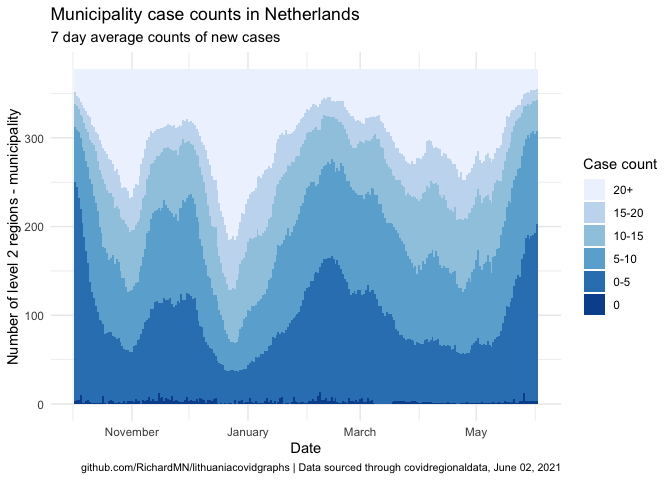 Municipality case counts in Netherlands
7 day average counts of new cases
Number of level 2 regions - municipality
300
200
100
0
November
January
March
May
Date
Case count
20+
15-20
10-15
5-10
0-5
0
github.com/RichardMN/lithuaniacovidgraphs | Data sourced through covidregionaldata, June 02, 2021